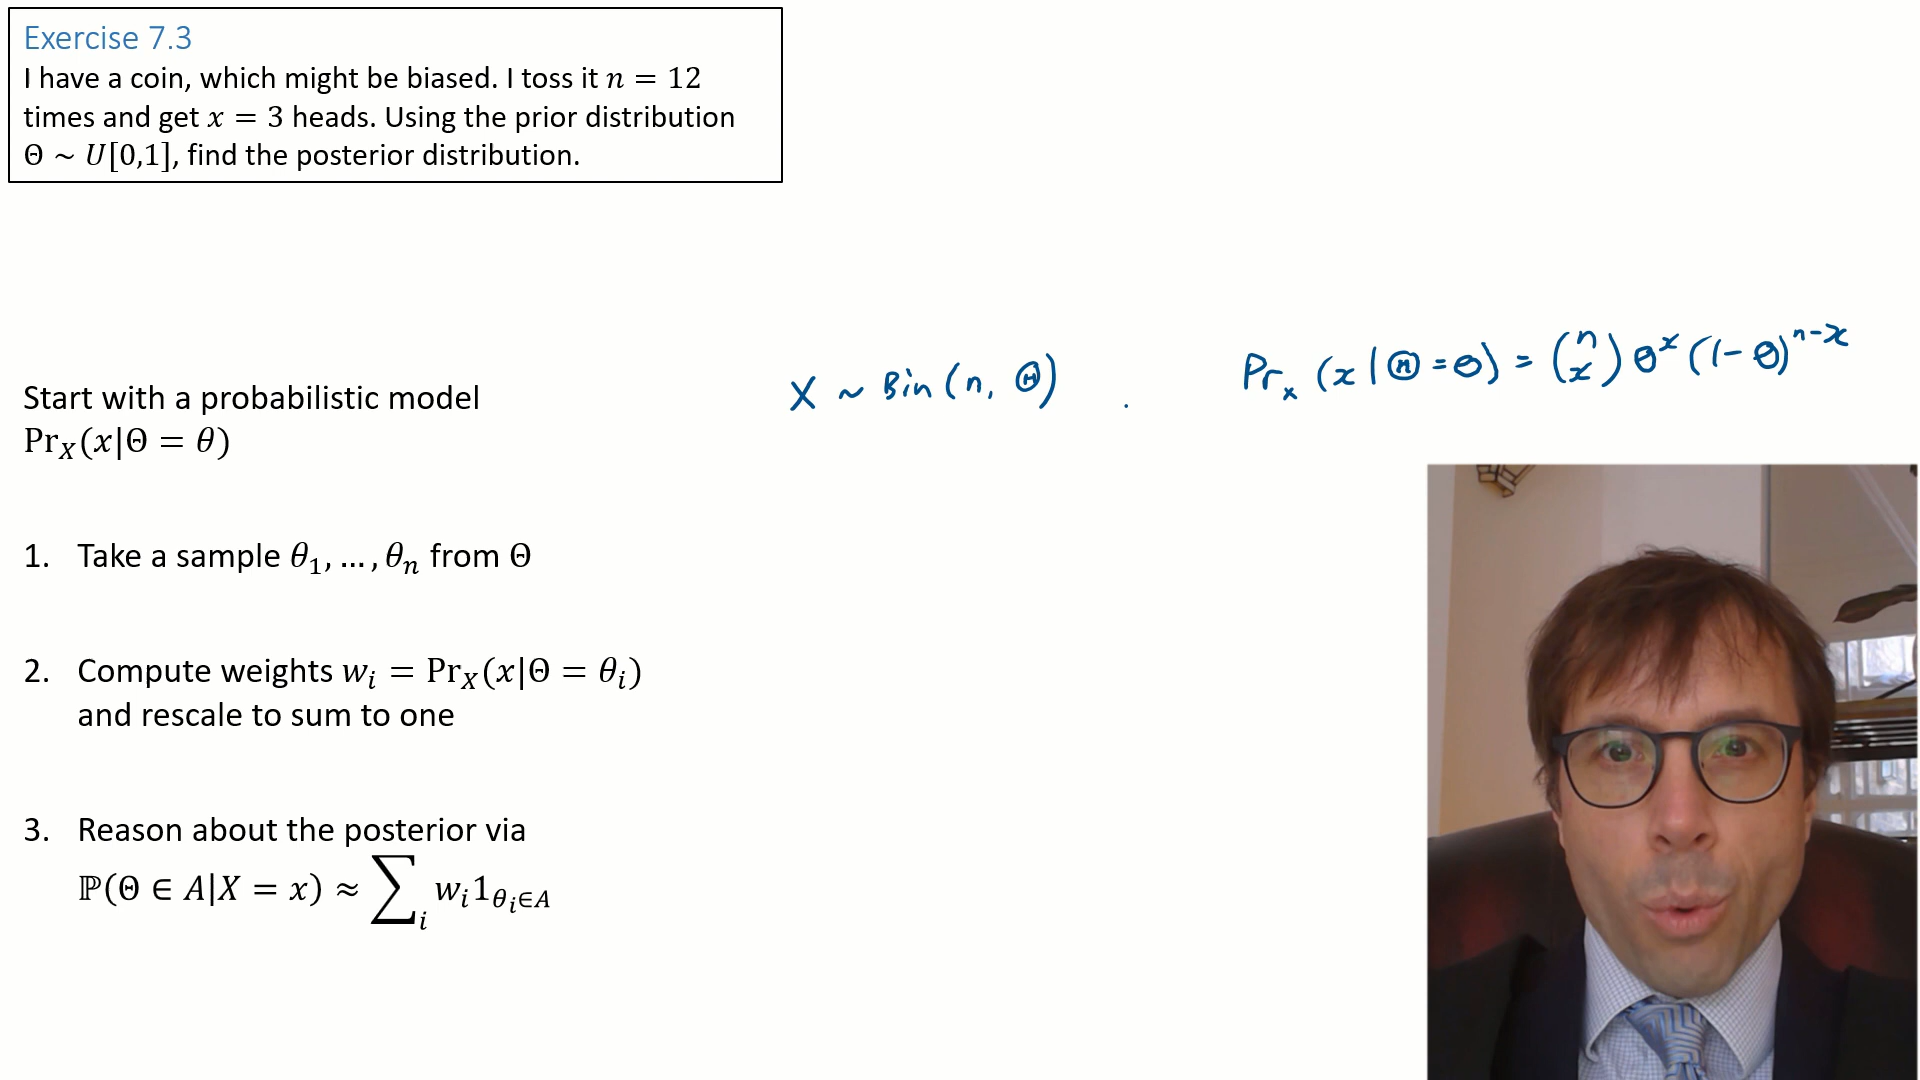 Exercise 7.3
I have a coin, which might be biased. I toss it n = 12
times and get x = 3 heads. Using the prior distribution
Θ ~ U[0,1], find the posterior distribution.
Start with a probabilistic model
Pr_X(x|Θ = θ)
X ~ Bin(n, Θ)
Pr_x(x|Θ=θ) = (n x) θ^x (1-θ)^{n-x}
1. Take a sample θ_1, ..., θ_n from Θ
2. Compute weights w_i = Pr_X(x|Θ = θ_i)
and rescale to sum to one
3. Reason about the posterior via
ℙ(Θ ∈ A|X = x) ≈ ∑_i w_i 1_{θ_i∈A}